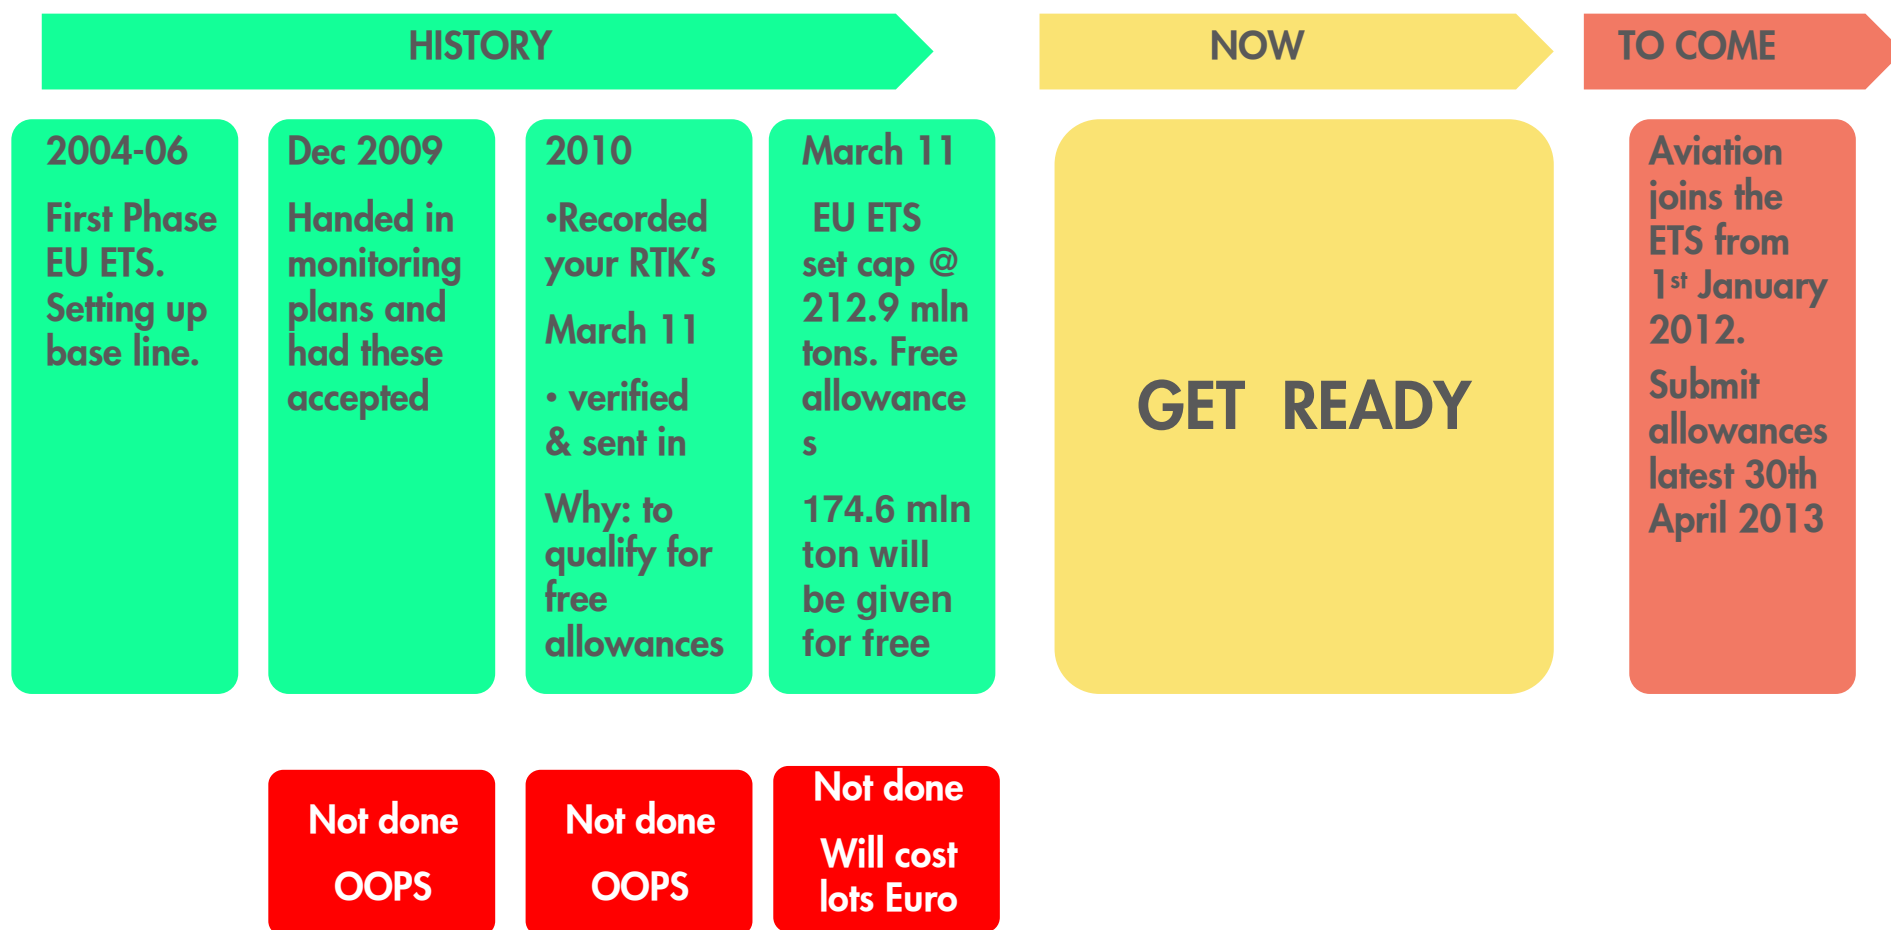 HISTORY
NOW
TO COME
2004-06
First Phase
EU ETS.
Setting up
base line.
Dec 2009
Handed in
monitoring
plans and
had these
accepted
2010
•Recorded
your RTK’s
March 11
• verified
& sent in
Why: to
qualify for
free
allowances
March 11
EU ETS
set cap @
212.9 mln
tons. Free
allowance
s
174.6 mln
ton will
be given
for free
GET READY
Aviation
joins the
ETS from
1st January
2012.
Submit
allowances
latest 30th
April 2013
Not done
OOPS
Not done
OOPS
Not done
Will cost
lots Euro